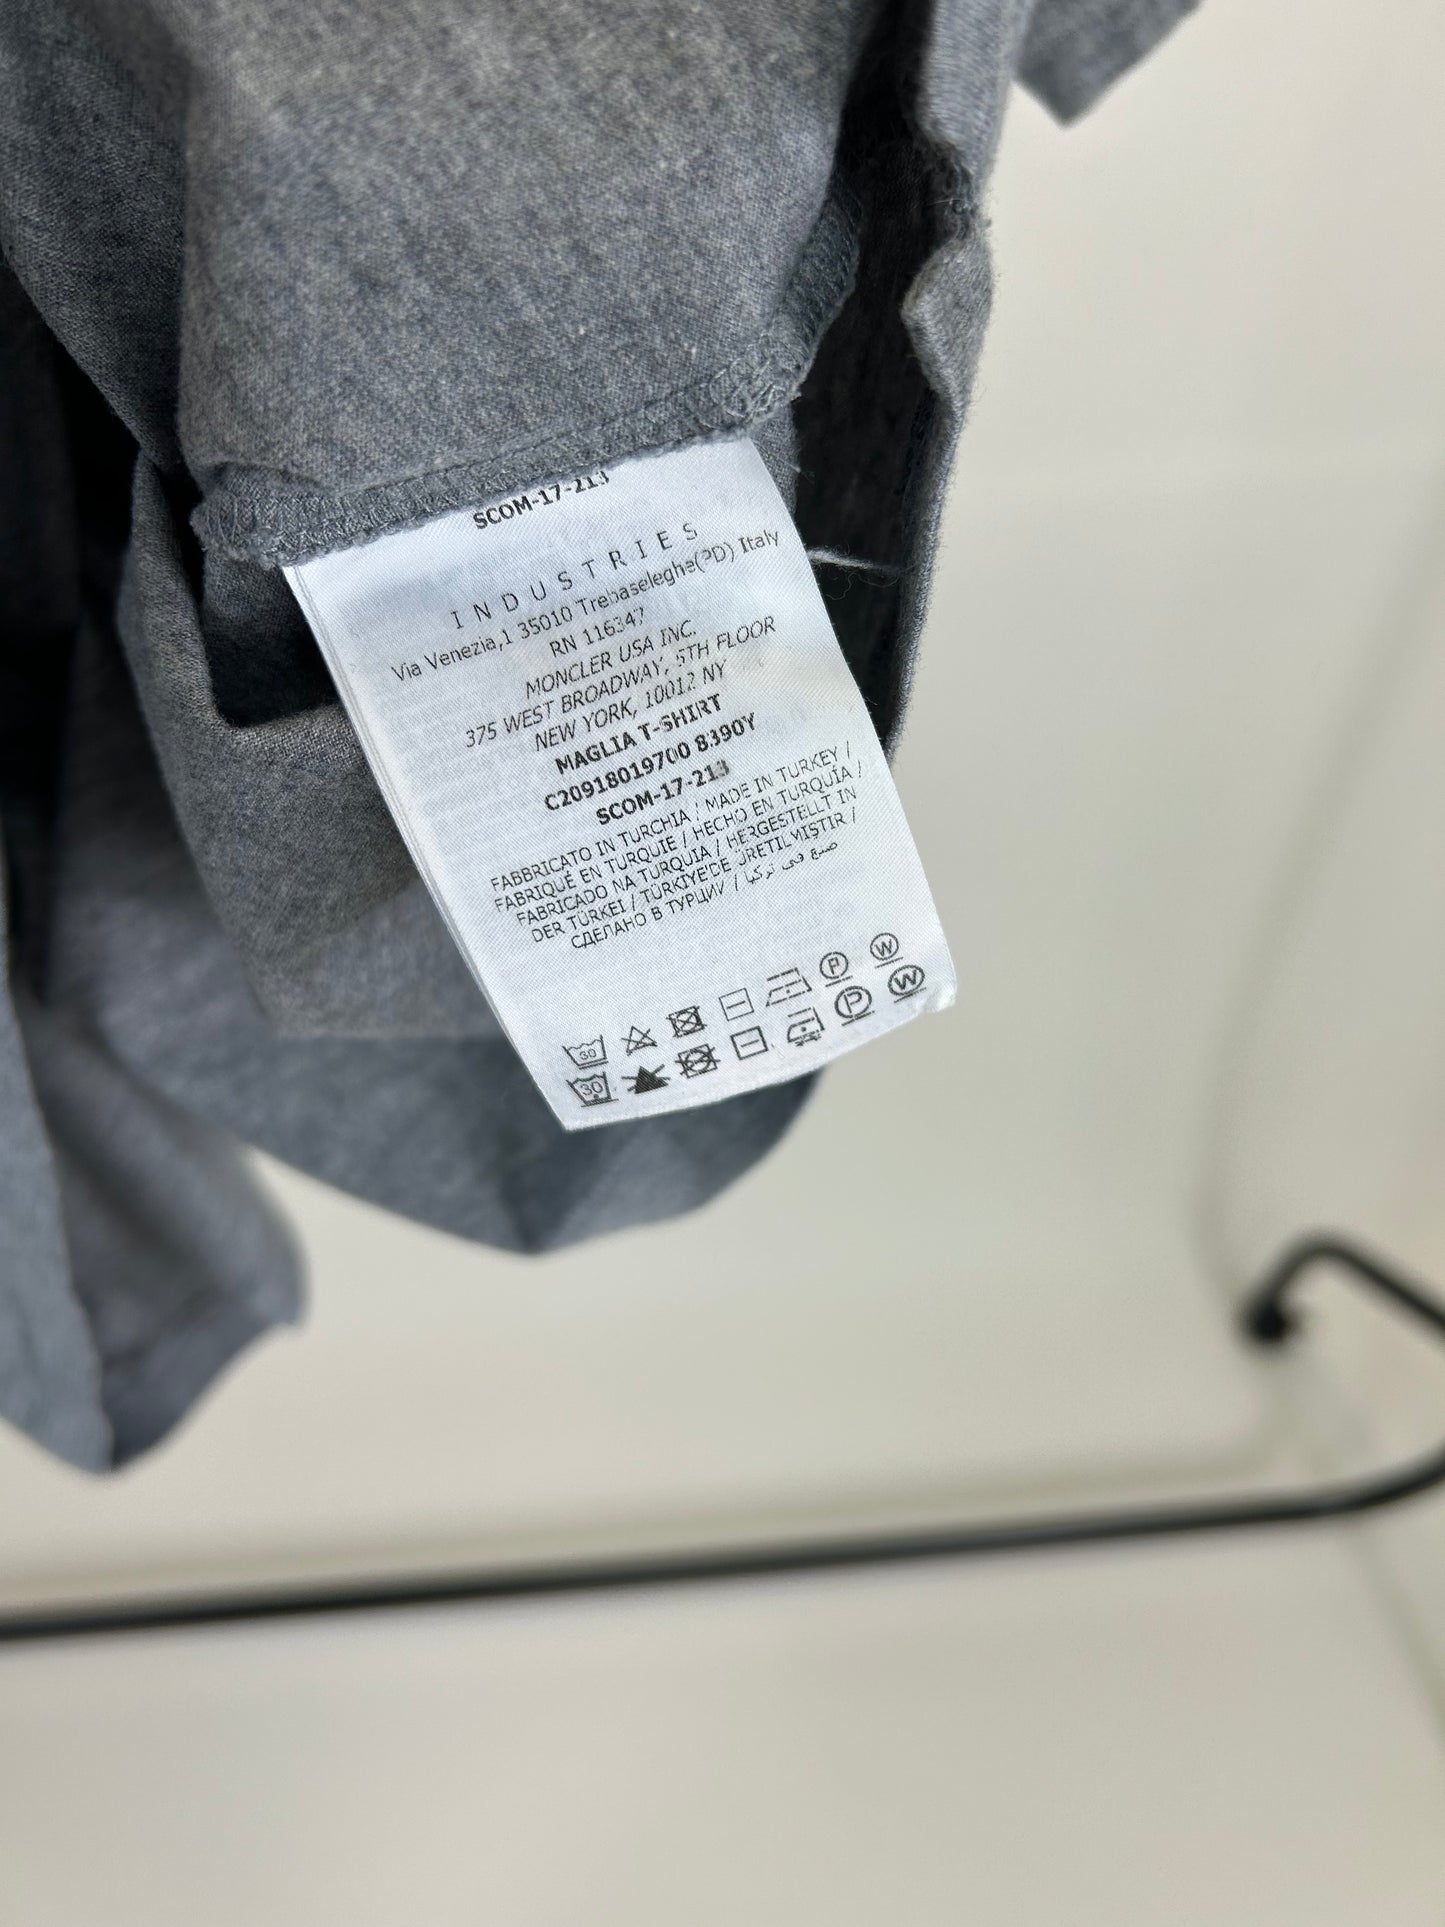 SCOM-17-213
INDUSTRIES
Via Venezia,1 35010 Trebaseleghe(PD) Italy
RN 116347
MONCLER USA INC.
375 WEST BROADWAY, 5TH FLOOR
NEW YORK, 10012 NY
MAGLIA T-SHIRT
C20918019700 8390Y
SCOM-17-213
FABBRICATO IN TURCHIA / MADE IN TURKEY /
FABRIQUÉ EN TURQUIE / HECHO EN TURQUÍA /
FABRICADO NA TURQUIA / HERGESTELLT IN
DER TÜRKEI / TÜRKIYE'DE ÜRETILMIŞTIR /
СДЕЛАНО В ТУРЦИИ / صنع في تركيا
30 P W
30 P W